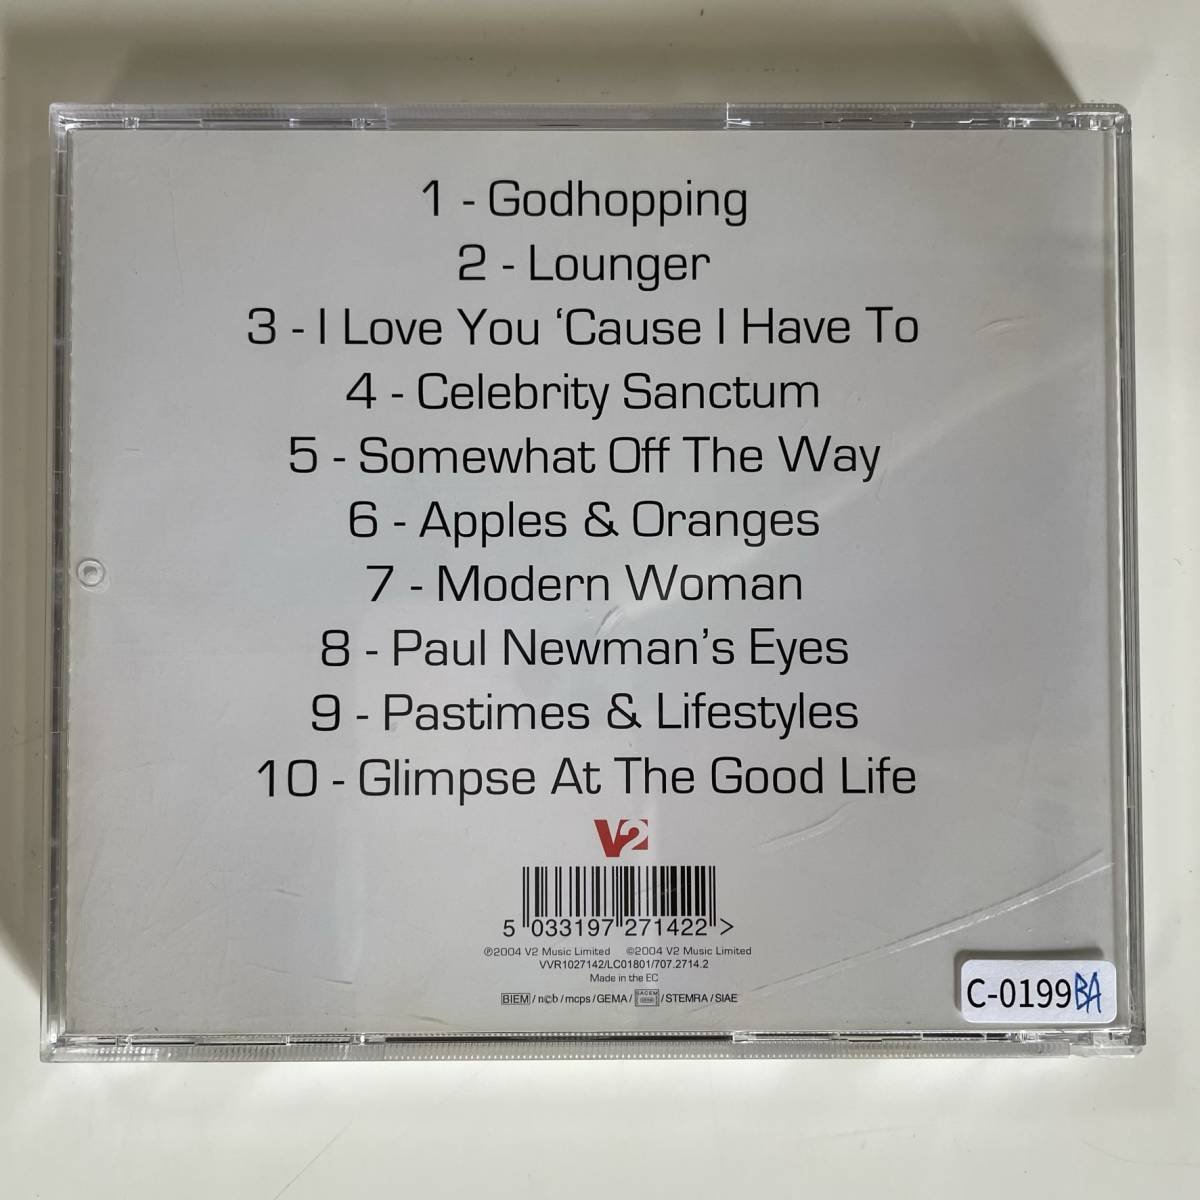 1 - Godhopping
2 - Lounger
3 - I Love You ‘Cause I Have To
4 - Celebrity Sanctum
5 - Somewhat Off The Way
6 - Apples & Oranges
7 - Modern Woman
8 - Paul Newman’s Eyes
9 - Pastimes & Lifestyles
10 - Glimpse At The Good Life
V2
5 033197 271422 >
℗2004 V2 Music Limited ©2004 V2 Music Limited
VVR1027142/LC01801/707.2714.2
Made in the EC
BIEM / n©b / mcps / GEMA / SACEM / STEMRA / SIAE
C-0199 BA